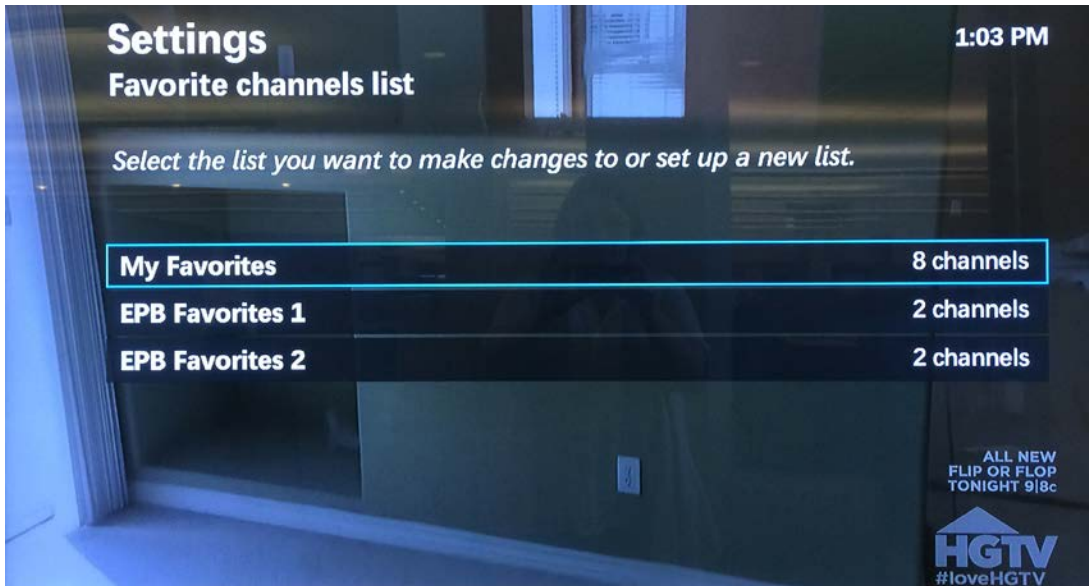 Settings
1:03 PM
Favorite channels list
Select the list you want to make changes to or set up a new list.
My Favorites 8 channels
EPB Favorites 1 2 channels
EPB Favorites 2 2 channels
ALL NEW
FLIP OR FLOP
TONIGHT 9|8c
HGTV
#loveHGTV